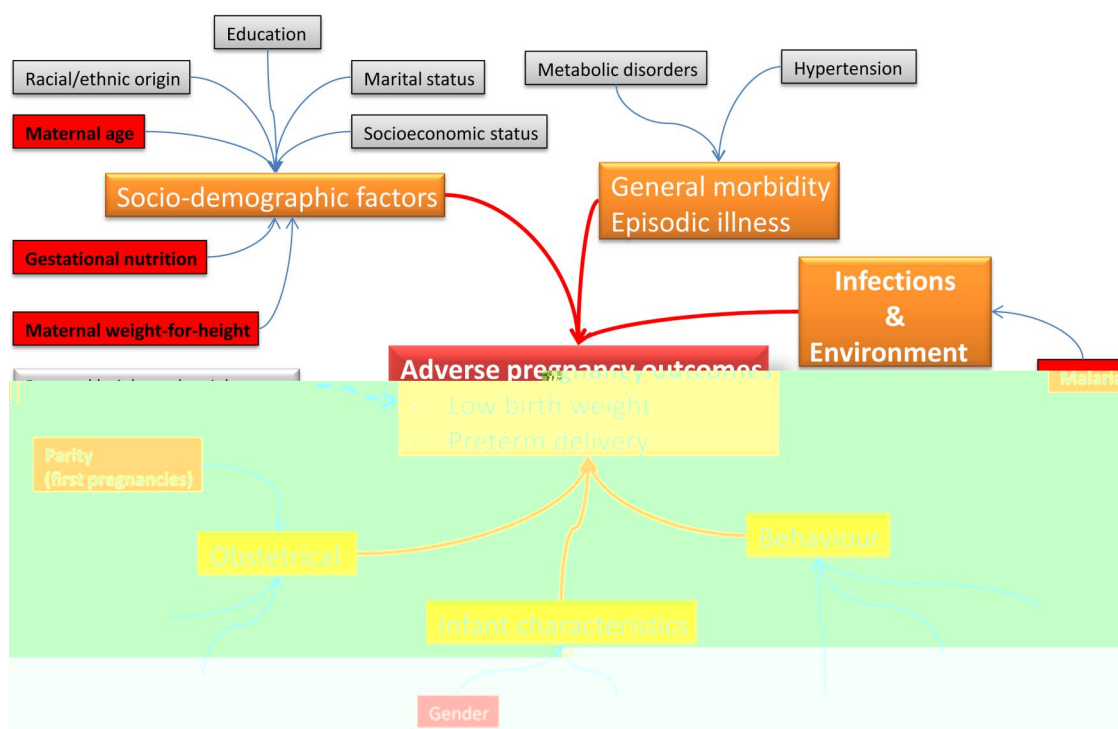 Education
Racial/ethnic origin
Marital status
Metabolic disorders
Hypertension
Maternal age
Socioeconomic status
Socio-demographic factors
General morbidity
Episodic illness
Gestational nutrition
Infections
&
Environment
Maternal weight-for-height
Adverse pregnancy outcomes
- Low birth weight
- Preterm delivery
Malaria
Parity
(first pregnancies)
Obstetrical
Behaviour
Infant characteristics
Gender